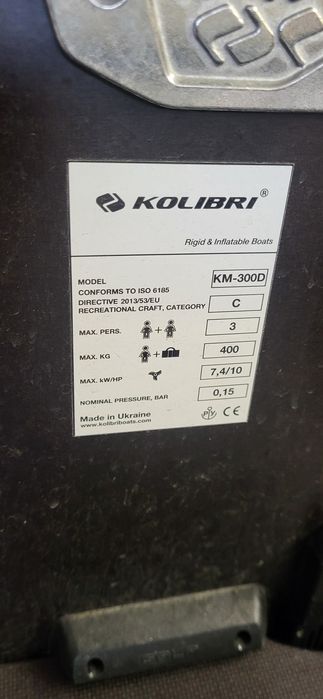 KOLIBRI®
Rigid & Inflatable Boats
MODEL KM-300D
CONFORMS TO ISO 6185
DIRECTIVE 2013/53/EU
RECREATIONAL CRAFT, CATEGORY C
MAX. PERS. + 3
MAX. KG + 400
MAX. kW/HP 7,4/10
NOMINAL PRESSURE, BAR 0,15
Made in Ukraine
www.kolibriboats.com
CE